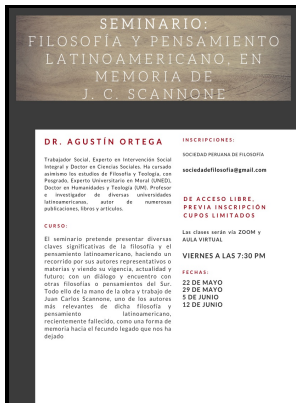 SEMINARIO:
FILOSOFÍA Y PENSAMIENTO
LATINOAMERICANO, EN
MEMORIA DE
J. C. SCANNONE
DR. AGUSTÍN ORTEGA
Trabajador Social, Experto en Intervención Social
Integral y Doctor en Ciencias Sociales. Ha cursado
asimismo los estudios de Filosofía y Teología, con
Posgrado, Experto Universitario en Moral (UNED),
Doctor en Humanidades y Teología (UM). Profesor
e investigador de diversas universidades
latinoamericanas, autor de numerosas
publicaciones, libros y artículos.
CURSO:
El seminario pretende presentar diversas
claves significativas de la filosofía y el
pensamiento latinoamericano, haciendo un
recorrido por sus autores representativos o
materias y viendo su vigencia, actualidad y
futuro; con un diálogo y encuentro con
otras filosofías o pensamientos del Sur.
Todo ello de la mano de la obra y trabajo de
Juan Carlos Scannone, uno de los autores
más relevantes de dicha filosofía y
pensamiento latinoamericano,
recientemente fallecido, como una forma de
memoria hacia el fecundo legado que nos ha
dejado
INSCRIPCIONES:
SOCIEDAD PERUANA DE FILOSOFÍA
sociedadefilosofia@gmail.com
DE ACCESO LIBRE,
PREVIA INSCRIPCIÓN
CUPOS LIMITADOS
Las clases serán vía ZOOM y
AULA VIRTUAL
VIERNES A LAS 7:30 PM
FECHAS:
22 DE MAYO
29 DE MAYO
5 DE JUNIO
12 DE JUNIO